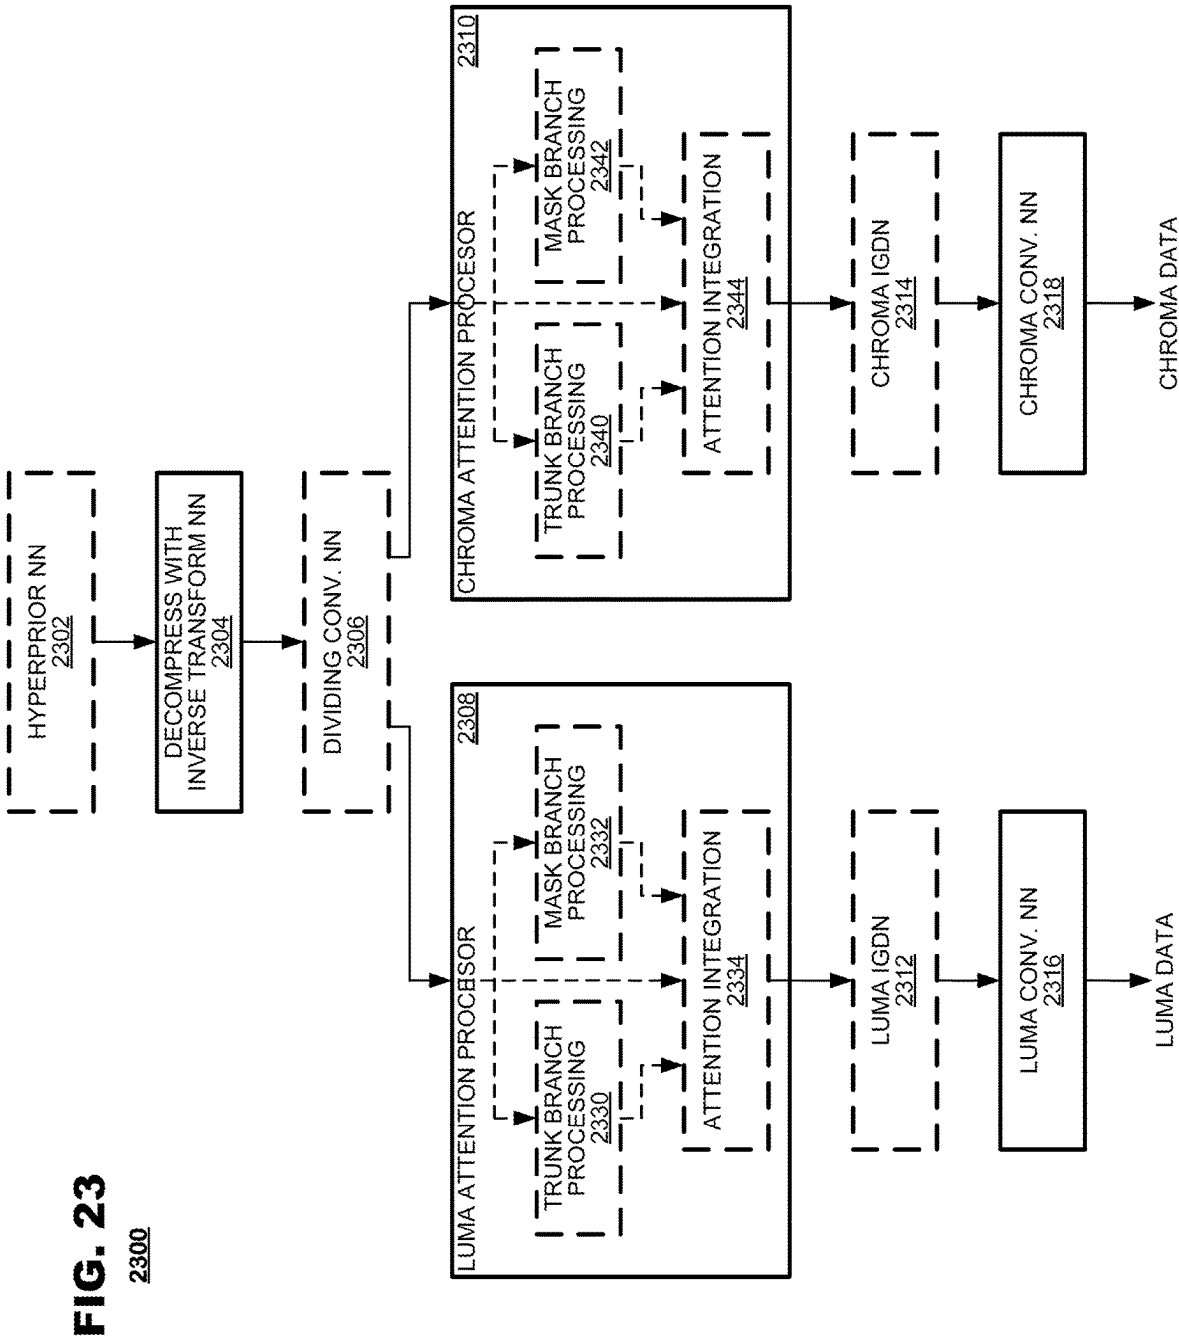 FIG. 23
2300
HYPERPRIOR NN
2302
DECOMPRESS WITH
INVERSE TRANSFORM NN
2304
DIVIDING CONV. NN
2306
LUMA ATTENTION PROCESOR
2308
TRUNK BRANCH
PROCESSING
2330
MASK BRANCH
PROCESSING
2332
ATTENTION INTEGRATION
2334
LUMA IGDN
2312
LUMA CONV. NN
2316
LUMA DATA
CHROMA ATTENTION PROCESOR
2310
TRUNK BRANCH
PROCESSING
2340
MASK BRANCH
PROCESSING
2342
ATTENTION INTEGRATION
2344
CHROMA IGDN
2314
CHROMA CONV. NN
2318
CHROMA DATA